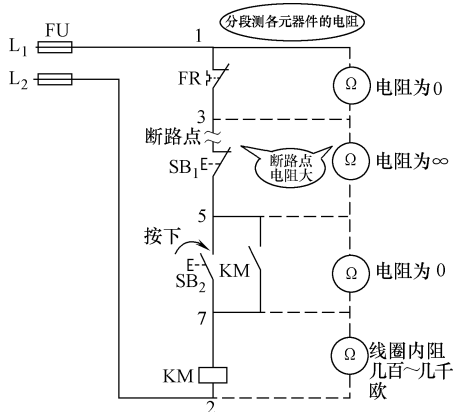 分段测各元器件的电阻
1
FU
L1
L2
FR
Ω
电阻为0
3
断路点
SB1
断路点
电阻大
Ω
电阻为∞
5
按下
SB2
KM
Ω
电阻为 0
7
KM
Ω
线圈内阻
几百～几千
欧
2